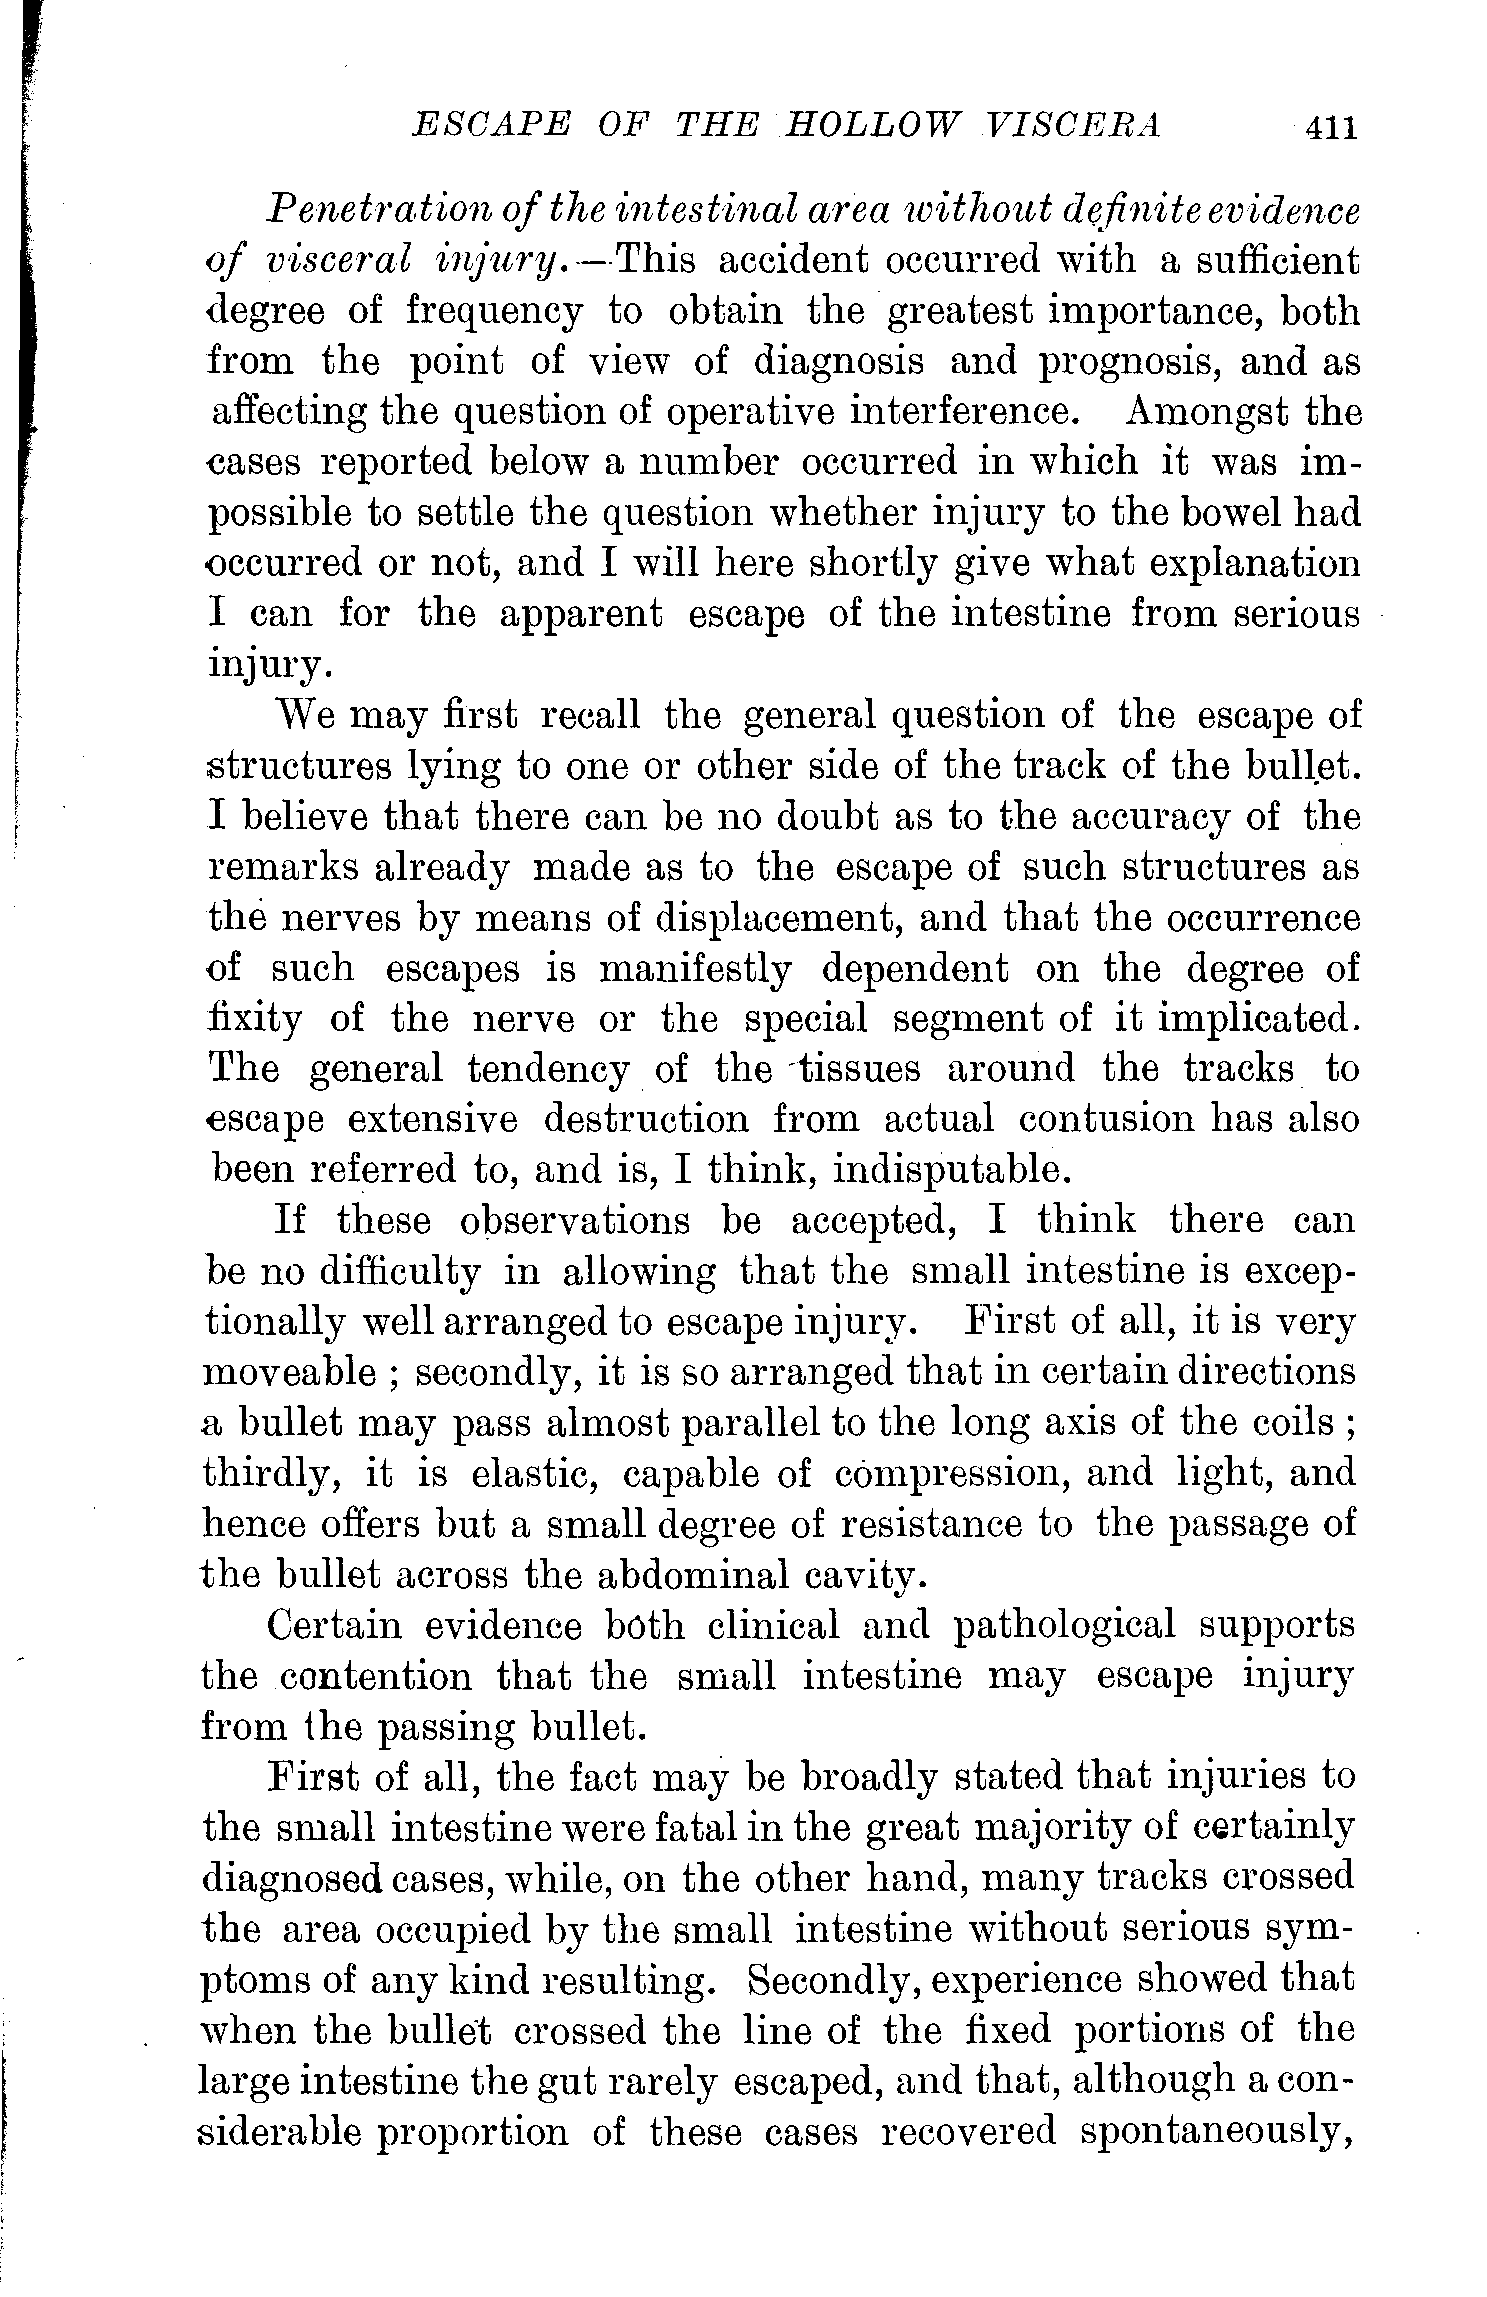 ESCAPE OF THE HOLLOW VISCERA 411
Penetration of the intestinal area without definite evidence
of visceral injury.—This accident occurred with a sufficient
degree of frequency to obtain the greatest importance, both
from the point of view of diagnosis and prognosis, and as
affecting the question of operative interference. Amongst the
cases reported below a number occurred in which it was im-
possible to settle the question whether injury to the bowel had
occurred or not, and I will here shortly give what explanation
I can for the apparent escape of the intestine from serious
injury.
We may first recall the general question of the escape of
structures lying to one or other side of the track of the bullet.
I believe that there can be no doubt as to the accuracy of the
remarks already made as to the escape of such structures as
the nerves by means of displacement, and that the occurrence
of such escapes is manifestly dependent on the degree of
fixity of the nerve or the special segment of it implicated.
The general tendency of the tissues around the tracks to
escape extensive destruction from actual contusion has also
been referred to, and is, I think, indisputable.
If these observations be accepted, I think there can
be no difficulty in allowing that the small intestine is excep-
tionally well arranged to escape injury. First of all, it is very
moveable ; secondly, it is so arranged that in certain directions
a bullet may pass almost parallel to the long axis of the coils ;
thirdly, it is elastic, capable of compression, and light, and
hence offers but a small degree of resistance to the passage of
the bullet across the abdominal cavity.
Certain evidence both clinical and pathological supports
the contention that the small intestine may escape injury
from the passing bullet.
First of all, the fact may be broadly stated that injuries to
the small intestine were fatal in the great majority of certainly
diagnosed cases, while, on the other hand, many tracks crossed
the area occupied by the small intestine without serious sym-
ptoms of any kind resulting. Secondly, experience showed that
when the bullet crossed the line of the fixed portions of the
large intestine the gut rarely escaped, and that, although a con-
siderable proportion of these cases recovered spontaneously,